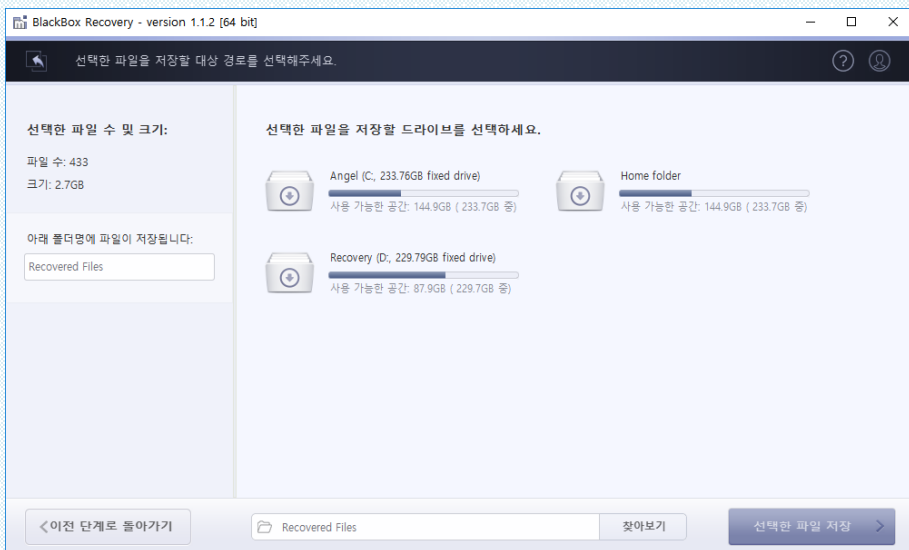 BlackBox Recovery - version 1.1.2 [64 bit]
선택한 파일을 저장할 대상 경로를 선택해주세요.
선택한 파일 수 및 크기:
파일 수: 433
크기: 2.7GB
아래 폴더명에 파일이 저장됩니다:
Recovered Files
선택한 파일을 저장할 드라이브를 선택하세요.
Angel (C:, 233.76GB fixed drive)
사용 가능한 공간: 144.9GB ( 233.7GB 중)
Home folder
사용 가능한 공간: 144.9GB ( 233.7GB 중)
Recovery (D:, 229.79GB fixed drive)
사용 가능한 공간: 87.9GB ( 229.7GB 중)
이전 단계로 돌아가기
Recovered Files
찾아보기
선택한 파일 저장